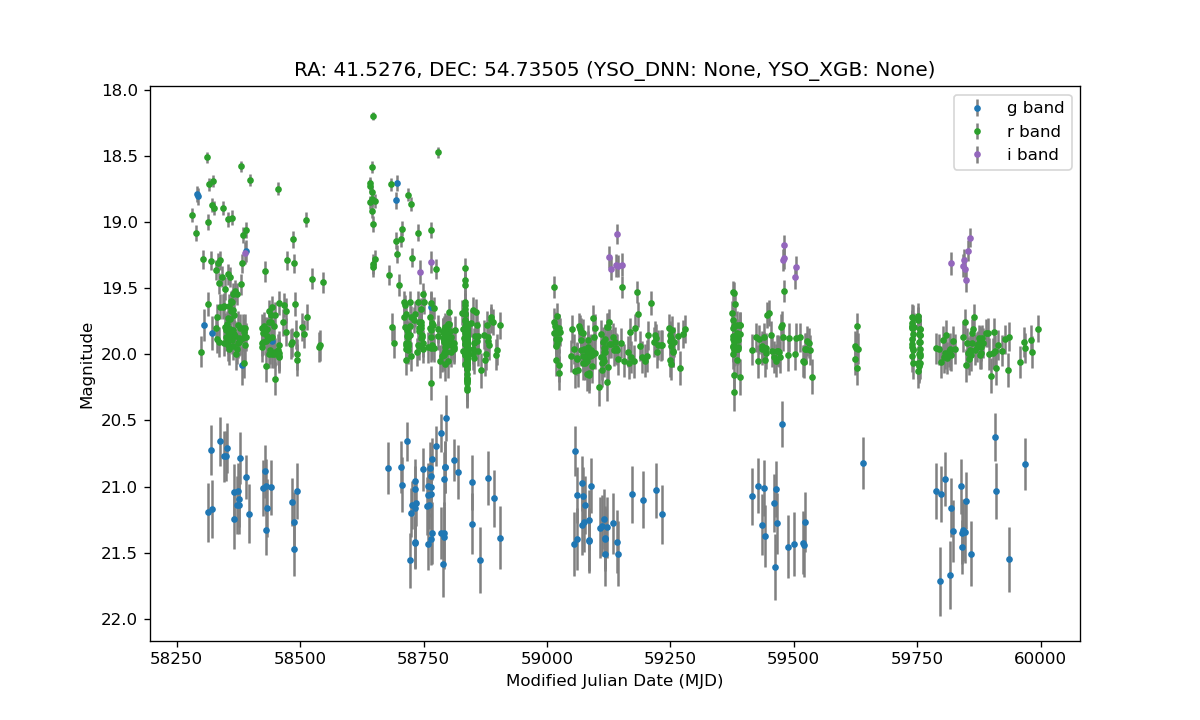 RA: 41.5276, DEC: 54.73505 (YSO_DNN: None, YSO_XGB: None)
18.0
18.5
19.0
19.5
20.0
20.5
21.0
21.5
22.0
Magnitude
g band
r band
i band
58250
58500
58750
59000
59250
59500
59750
60000
Modified Julian Date (MJD)